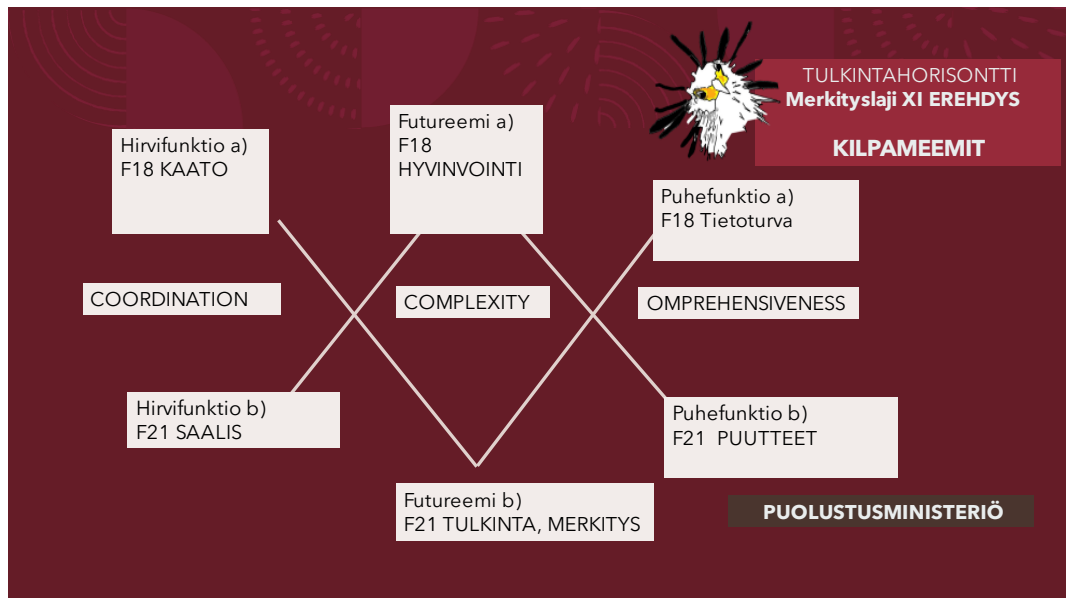 TULKINTAHORISONTTI
Merkityslaji XI EREHDYS
KILPAMEEMIT
Hirvifunktio a)
F18 KAATO
Futureemi a)
F18
HYVINVOINTI
Puhefunktio a)
F18 Tietoturva
COORDINATION
COMPLEXITY
OMPREHENSIVENESS
Hirvifunktio b)
F21 SAALIS
Puhefunktio b)
F21 PUUTTEET
Futureemi b)
F21 TULKINTA, MERKITYS
PUOLUSTUSMINISTERIÖ